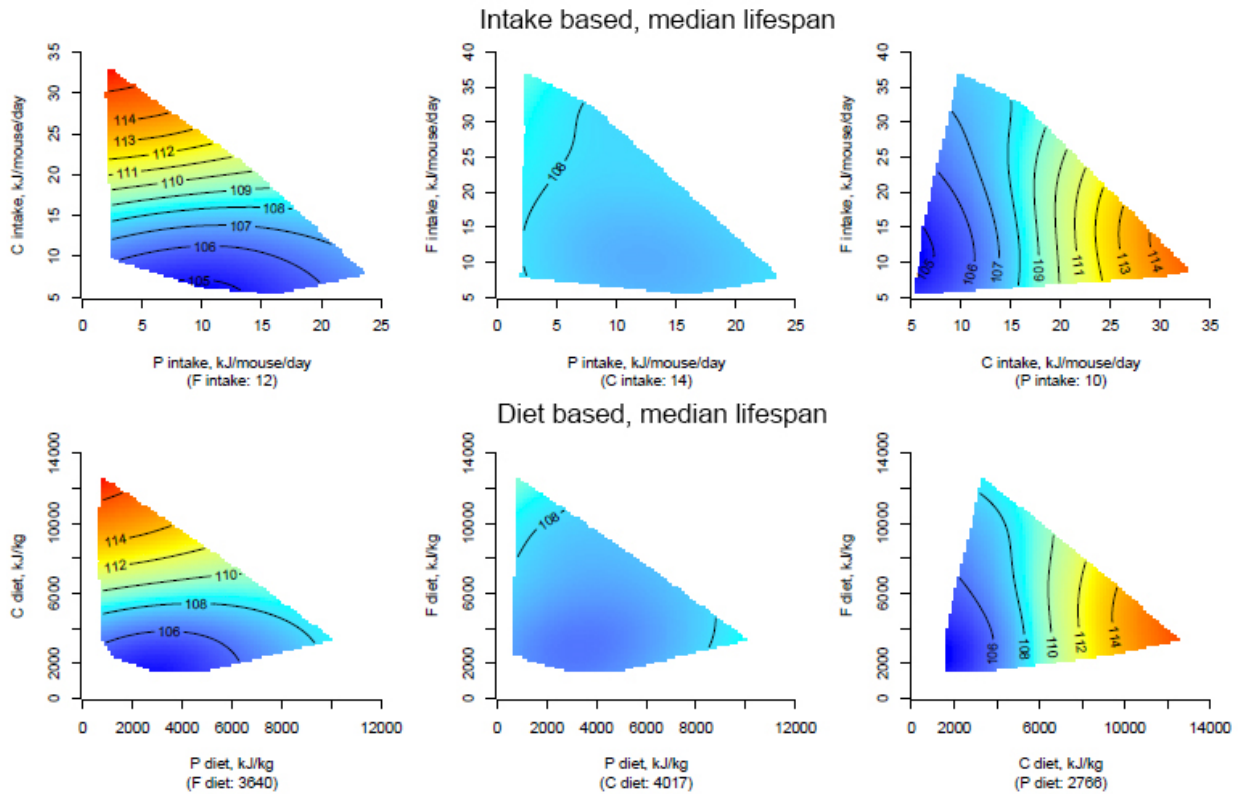 Intake based, median lifespan
C intake, kJ/mouse/day
35
30
25
20
15
10
5
114
113
112
111
110
109
108
107
106
105
0 5 10 15 20 25
P intake, kJ/mouse/day
(F intake: 12)
F intake, kJ/mouse/day
40
35
30
25
20
15
10
5
108
0 5 10 15 20 25
P intake, kJ/mouse/day
(C intake: 14)
F intake, kJ/mouse/day
40
35
30
25
20
15
10
5
105
106
107
109
111
113
114
5 10 15 20 25 30 35
C intake, kJ/mouse/day
(P intake: 10)
Diet based, median lifespan
C diet, kJ/kg
14000
10000
6000
2000
0
114
112
110
108
106
0 2000 4000 6000 8000 12000
P diet, kJ/kg
(F diet: 3640)
F diet, kJ/kg
14000
10000
6000
2000
0
108
0 2000 4000 6000 8000 12000
P diet, kJ/kg
(C diet: 4017)
F diet, kJ/kg
14000
10000
6000
2000
0
106
108
110
112
114
0 2000 6000 10000 14000
C diet, kJ/kg
(P diet: 2766)